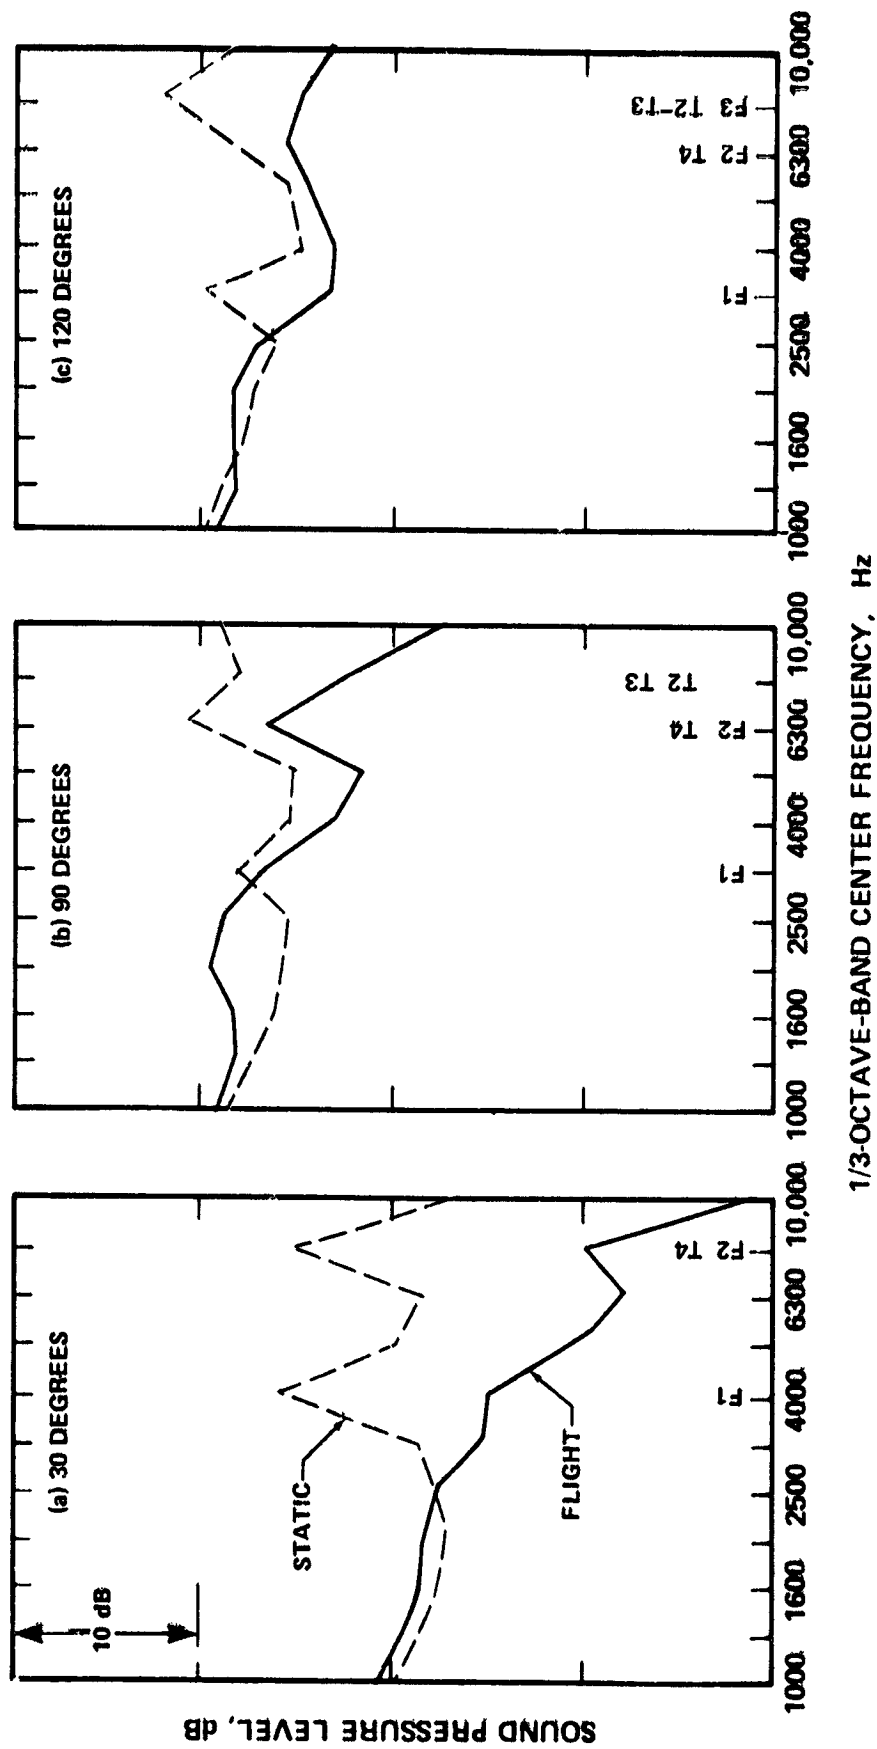 SOUND PRESSURE LEVEL, dB
10 dB
(a) 30 DEGREES
STATIC
FLIGHT
F1
F2 T4
1000 1600 2500 4000 6300 10,000
(b) 90 DEGREES
F1
F2 T4
T2 T3
1000 1600 2500 4000 6300 10,000
(c) 120 DEGREES
F1
F2 T4
F3 T2-T3
1000 1600 2500 4000 6300 10,000
1/3-OCTAVE-BAND CENTER FREQUENCY, Hz